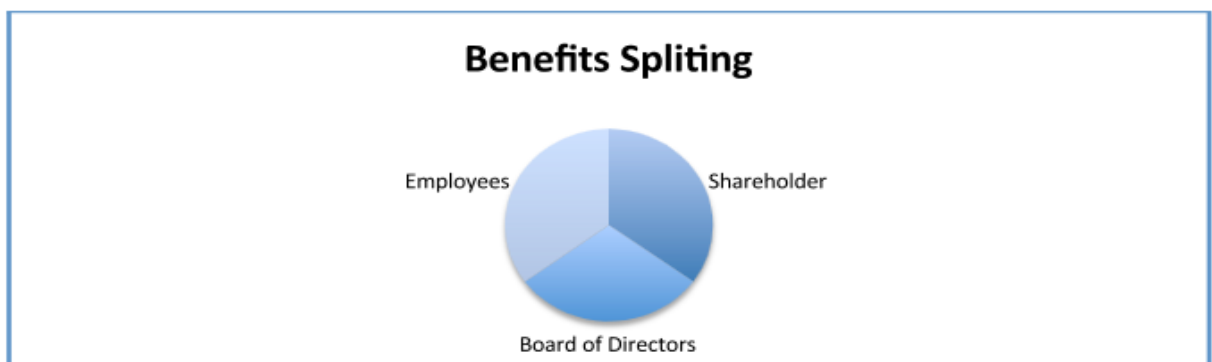 Benefits Spliting
Employees
Shareholder
Board of Directors